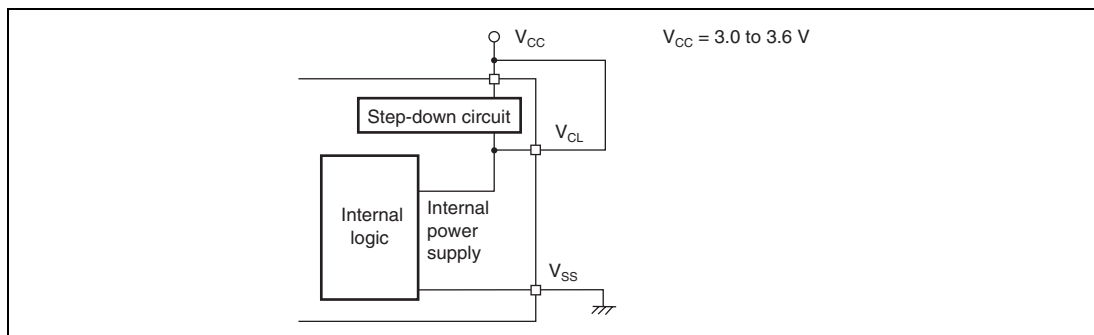 V_CC
V_CC = 3.0 to 3.6 V
Step-down circuit
V_CL
Internal
logic
Internal
power
supply
V_SS